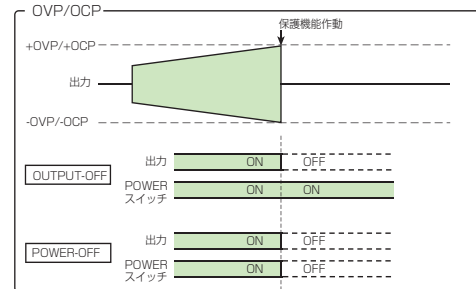 OVP/OCP
保護機能作動
+OVP/+OCP
出力
-OVP/-OCP
出力 ON OFF
OUTPUT-OFF
POWER
スイッチ ON ON
出力 ON OFF
POWER-OFF
POWER
スイッチ ON OFF